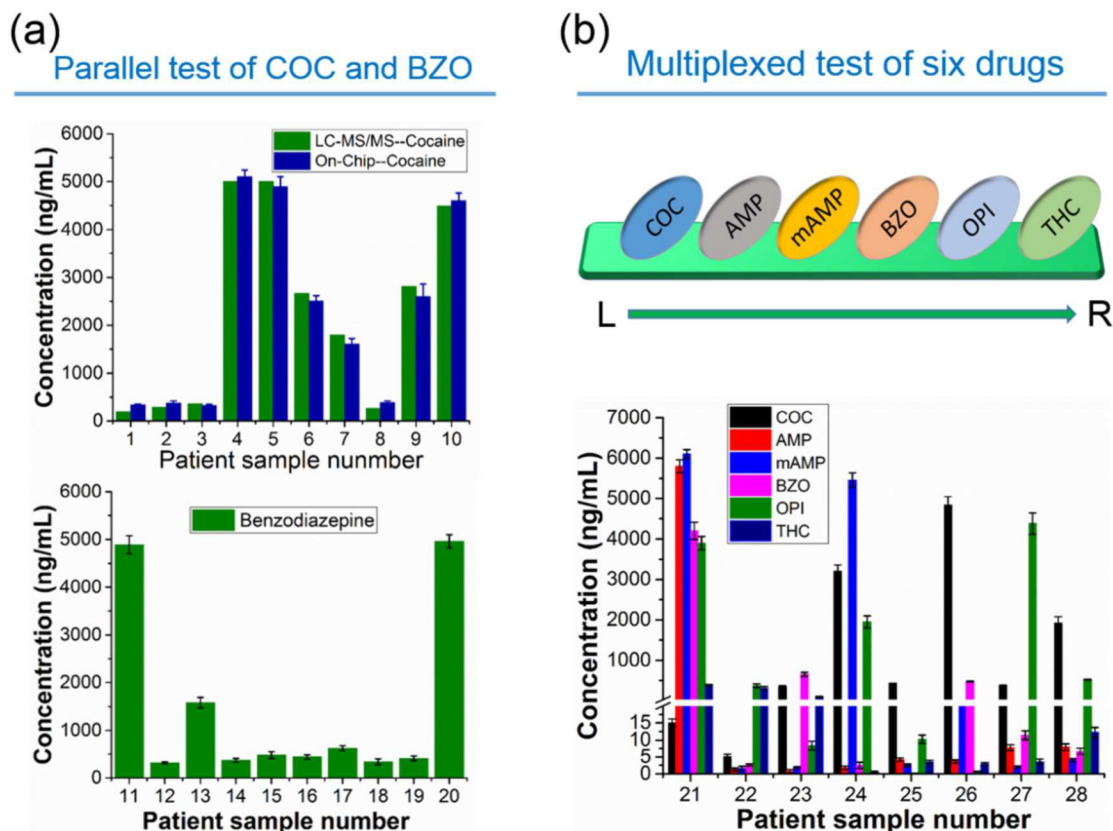 (a)
Parallel test of COC and BZO
6000
5000
4000
3000
2000
1000
0
Concentration (ng/mL)
LC-MS/MS--Cocaine
On-Chip--Cocaine
1 2 3 4 5 6 7 8 9 10
Patient sample nunmber
6000
5000
4000
3000
2000
1000
0
Concentration (ng/mL)
Benzodiazepine
11 12 13 14 15 16 17 18 19 20
Patient sample number
(b)
Multiplexed test of six drugs
COC AMP mAMP BZO OPI THC
L R
7000
6000
5000
4000
3000
2000
1000
15
10
5
0
Concentration (ng/mL)
COC
AMP
mAMP
BZO
OPI
THC
21 22 23 24 25 26 27 28
Patient sample number